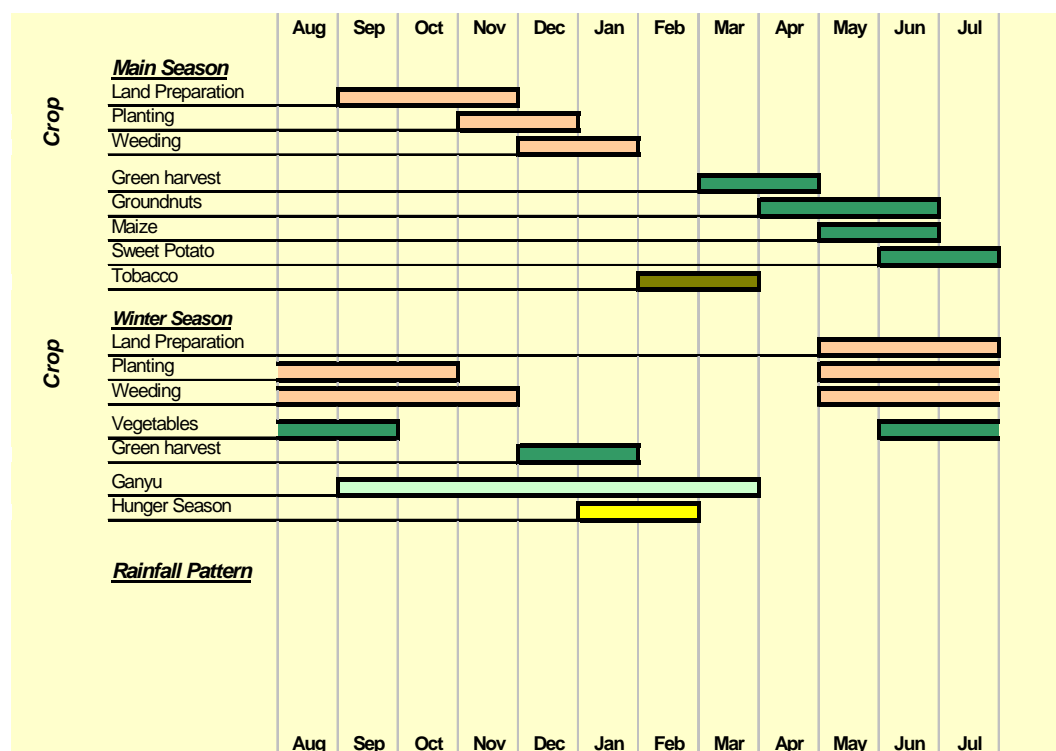 Aug Sep Oct Nov Dec Jan Feb Mar Apr May Jun Jul
Crop
Main Season
Land Preparation
Planting
Weeding
Green harvest
Groundnuts
Maize
Sweet Potato
Tobacco
Crop
Winter Season
Land Preparation
Planting
Weeding
Vegetables
Green harvest
Ganyu
Hunger Season
Rainfall Pattern
Aug Sep Oct Nov Dec Jan Feb Mar Apr May Jun Jul